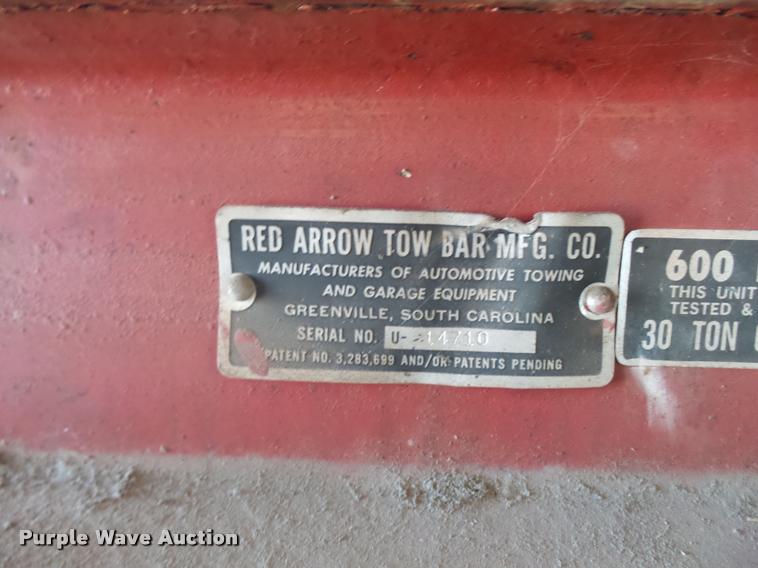 RED ARROW TOW BAR MFG. CO.
MANUFACTURERS OF AUTOMOTIVE TOWING
AND GARAGE EQUIPMENT
GREENVILLE, SOUTH CAROLINA
SERIAL NO. U-
PATENT NO. 3,283,699 AND/OR PATENTS PENDING
600
THIS UNIT
TESTED &
30 TON
Purple Wave Auction